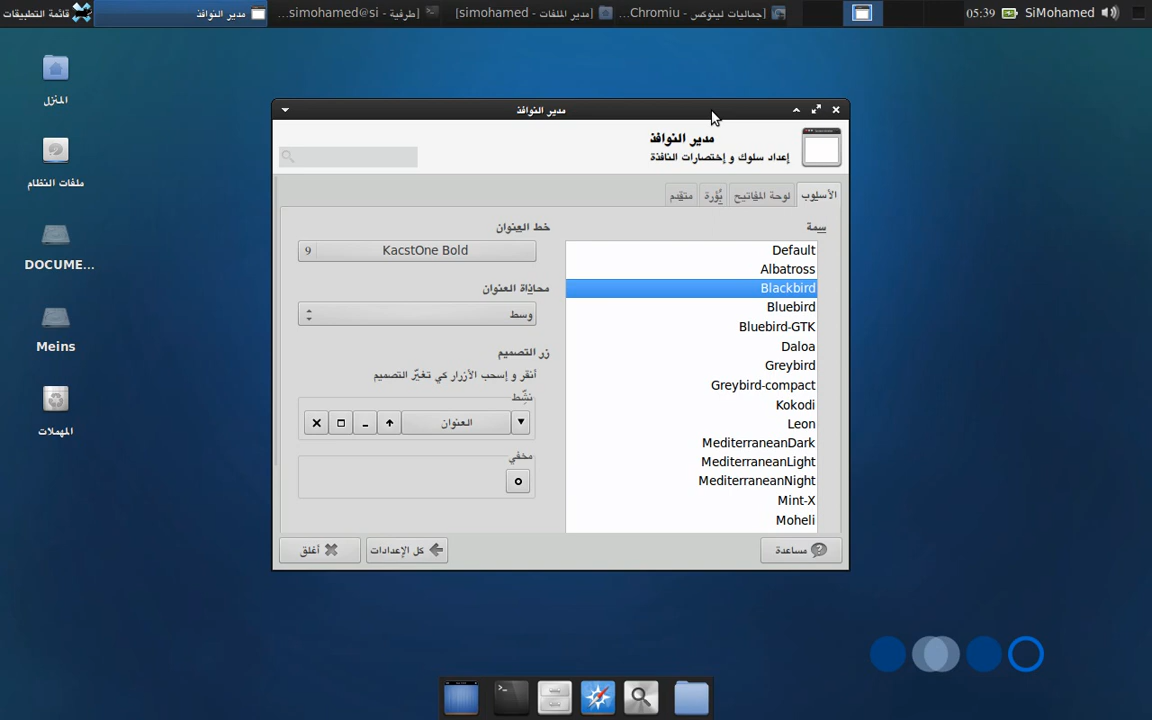 قائمة التطبيقات
مدير النوافذ
[طرفية - simohamed@si...
[مدير الملفات - simohamed]
[جماليات لينوكس - Chromiu...
05:39
SiMohamed
المنزل
ملفات النظام
DOCUME...
Meins
المهملات
مدير النوافذ
مدير النوافذ
إعداد سلوك و إختصارات النافذة
الأسلوب
لوحة المفاتيح
بُّؤرة
متقدم
سمة
Default
Albatross
Blackbird
Bluebird
Bluebird-GTK
Daloa
Greybird
Greybird-compact
Kokodi
Leon
MediterraneanDark
MediterraneanLight
MediterraneanNight
Mint-X
Moheli
خط العنوان
KacstOne Bold 9
محاذاة العنوان
وسط
زر التصميم
أنقر و إسحب الأزرار كي تغيّر التصميم
نشِّط
العنوان
مخفي
مساعدة
كل الإعدادات
أغلق